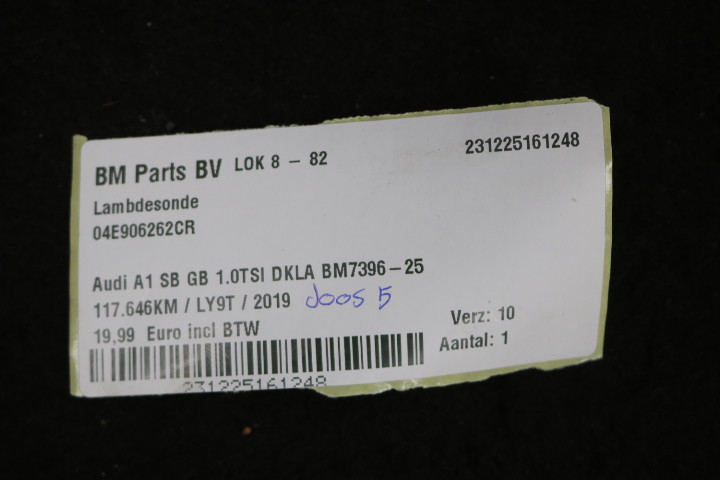 BM Parts BV LOK 8 - 82 231225161248
Lambdesonde
04E906262CR
Audi A1 SB GB 1.0TSI DKLA BM7396-25
117.646KM / LY9T / 2019 doos 5
19,99 Euro incl BTW
Verz: 10
Aantal: 1
231225161248